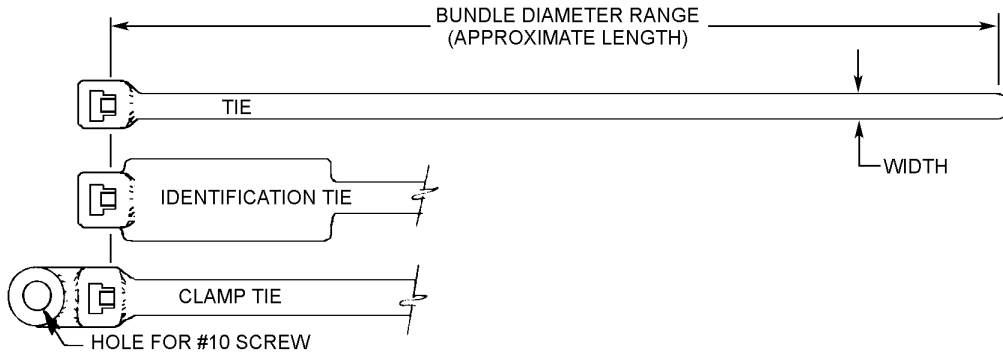 BUNDLE DIAMETER RANGE
(APPROXIMATE LENGTH)
TIE
WIDTH
IDENTIFICATION TIE
CLAMP TIE
HOLE FOR #10 SCREW